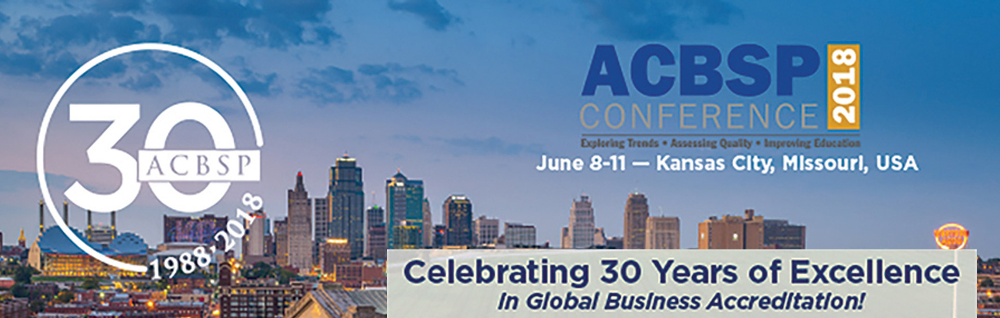 30
ACBSP
1988-2018
ACBSP 2018
CONFERENCE
Exploring Trends • Assessing Quality • Improving Education
June 8-11 — Kansas City, Missouri, USA
Celebrating 30 Years of Excellence
in Global Business Accreditation!